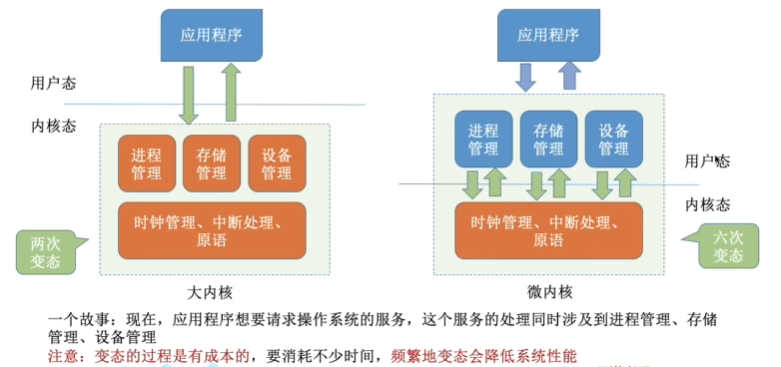 应用程序
应用程序
用户态
内核态
进程
管理
存储
管理
设备
管理
进程
管理
存储
管理
设备
管理
用户态
内核态
时钟管理、中断处理、
原语
时钟管理、中断处理、
原语
两次
变态
六次
变态
大内核
微内核
一个故事：现在，应用程序想要请求操作系统的服务，这个服务的处理同时涉及到进程管理、存储
管理、设备管理
注意：变态的过程是有成本的，要消耗不少时间，频繁地变态会降低系统性能